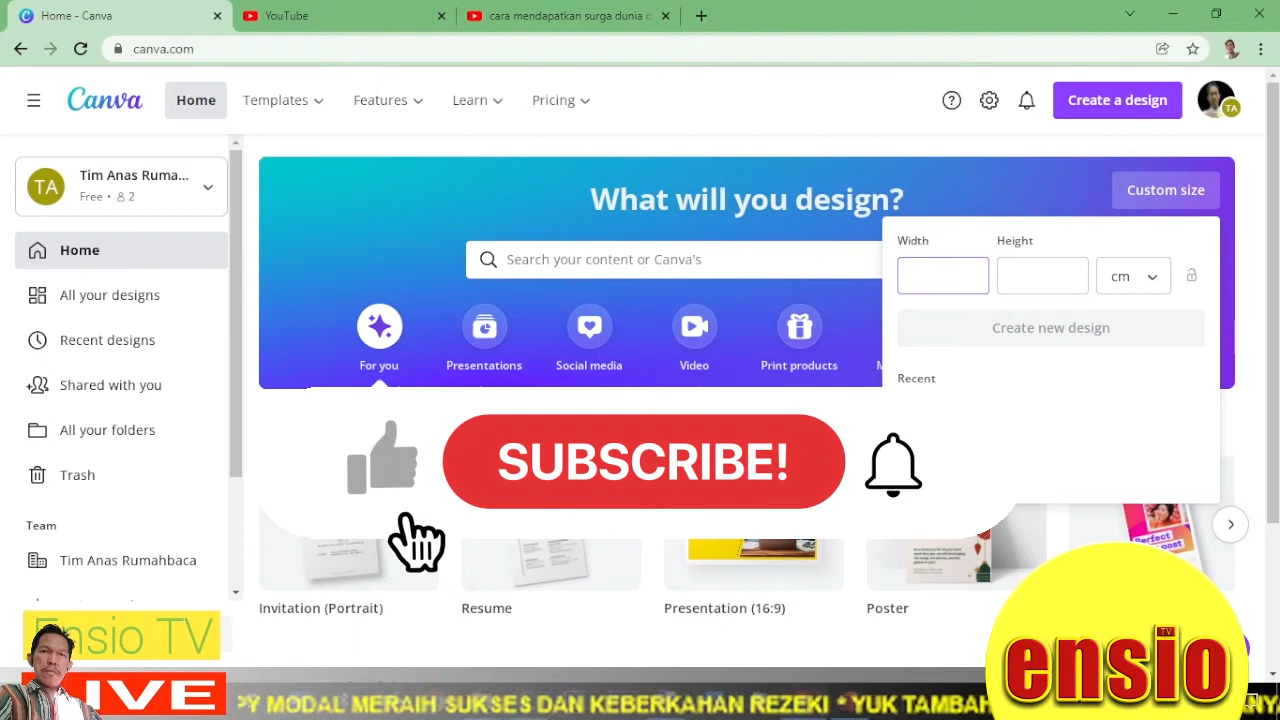 Home - Canva
YouTube
cara mendapatkan surga dunia d
canva.com
Canva
Home
Templates
Features
Learn
Pricing
Create a design
TA
TA
Tim Anas Ruma...
Free • 2
What will you design?
Custom size
Width
Height
cm
Search your content or Canva's
Create new design
Home
All your designs
Recent designs
Shared with you
All your folders
Trash
For you
Presentations
Social media
Video
Print products
Recent
SUBSCRIBE!
Perfect
Team
Tim Anas Rumahbaca
Invitation (Portrait)
Resume
Presentation (16:9)
Poster
Ensio TV
LIVE
TV
ensio
PY MODAL MERAIH SUKSES DAN KEBERKAHAN REZEKI *YUK TAMBAH